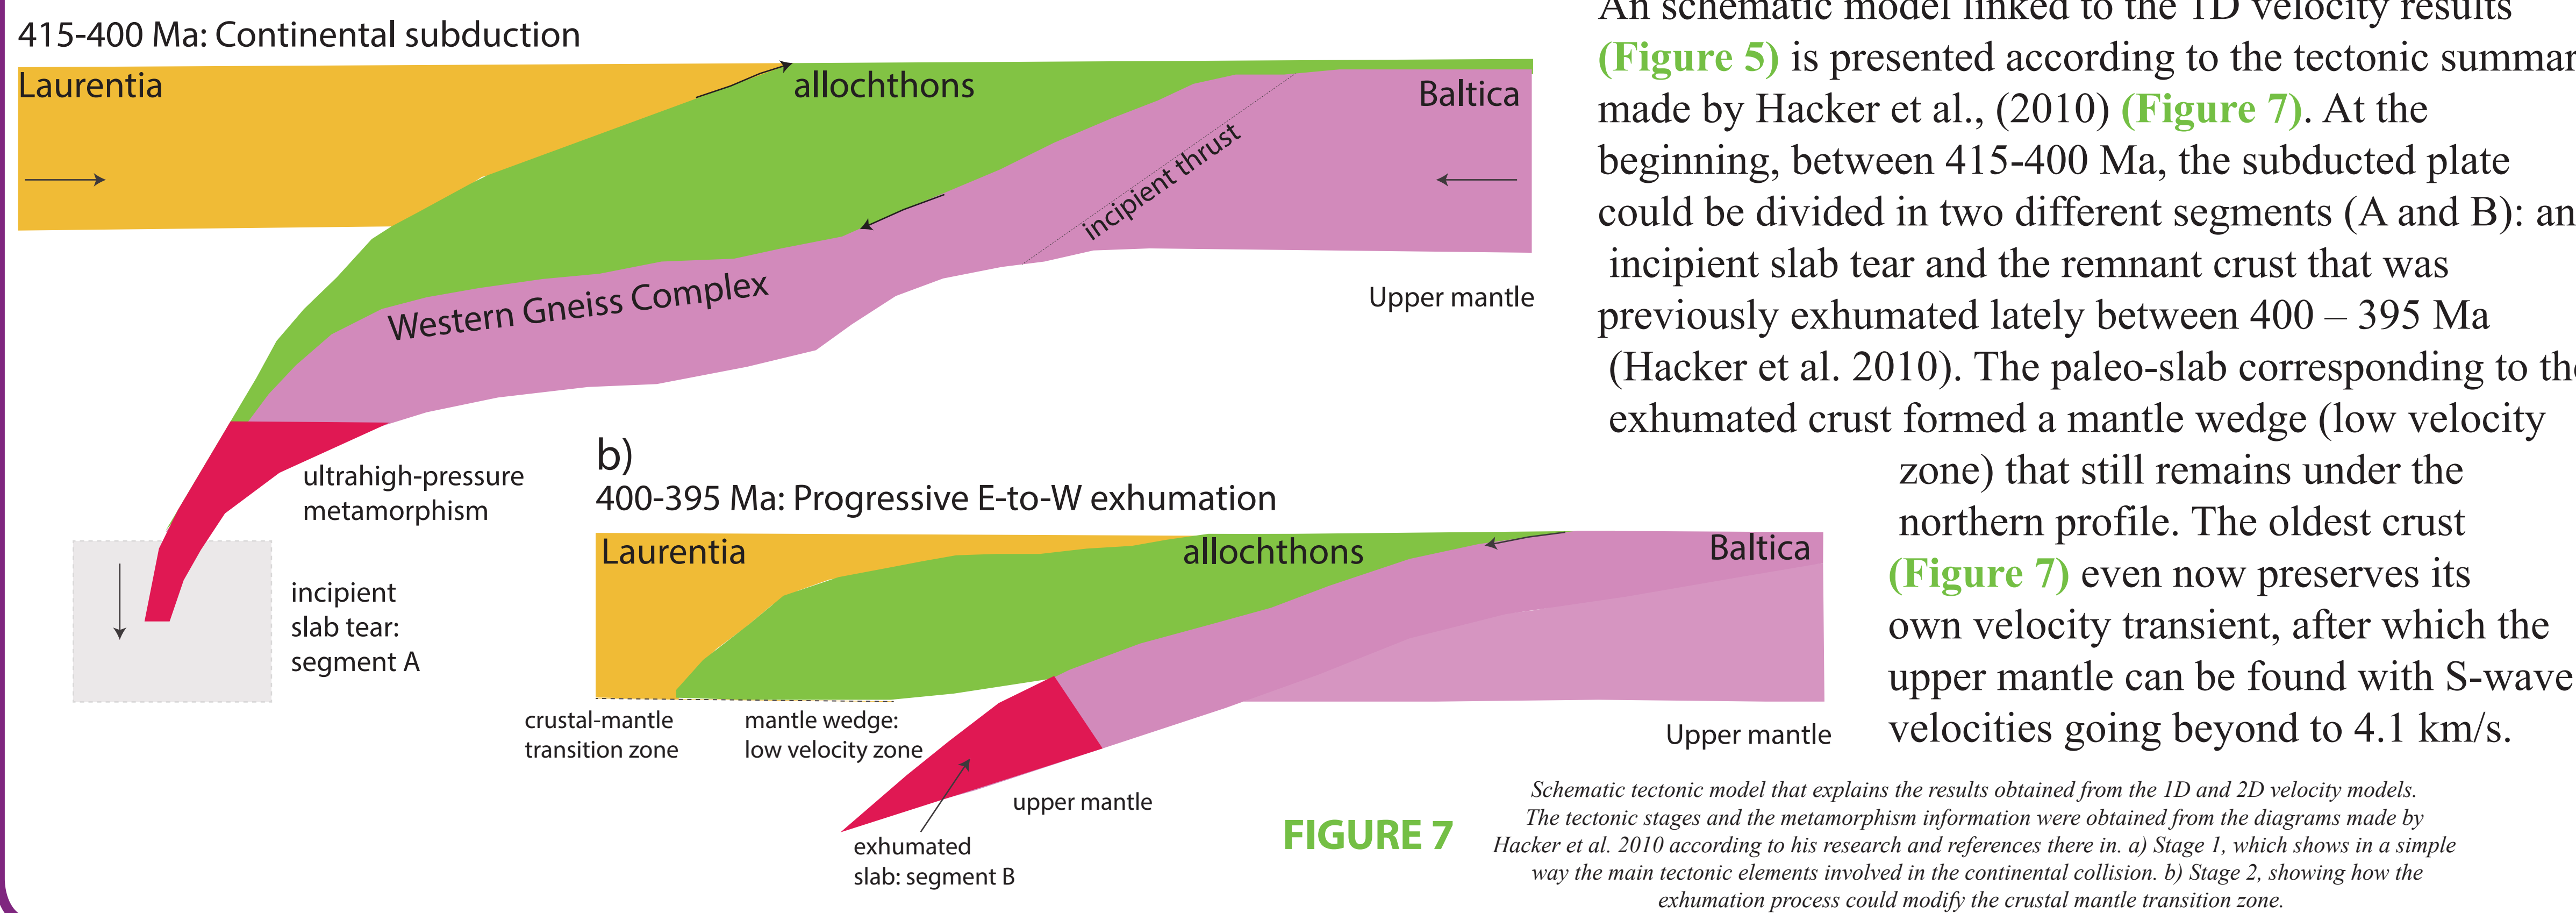 415-400 Ma: Continental subduction
Laurentia
allochthons
Baltica
incipient thrust
Western Gneiss Complex
Upper mantle
ultrahigh-pressure
metamorphism
incipient
slab tear:
segment A
b)
400-395 Ma: Progressive E-to-W exhumation
Laurentia
allochthons
Baltica
crustal-mantle
transition zone
mantle wedge:
low velocity zone
Upper mantle
upper mantle
exhumated
slab: segment B
An schematic model linked to the 1D velocity results
(Figure 5) is presented according to the tectonic summar
made by Hacker et al., (2010) (Figure 7). At the
beginning, between 415-400 Ma, the subducted plate
could be divided in two different segments (A and B): an
incipient slab tear and the remnant crust that was
previously exhumated lately between 400 – 395 Ma
(Hacker et al. 2010). The paleo-slab corresponding to the
exhumated crust formed a mantle wedge (low velocity
zone) that still remains under the
northern profile. The oldest crust
(Figure 7) even now preserves its
own velocity transient, after which the
upper mantle can be found with S-wave
velocities going beyond to 4.1 km/s.
FIGURE 7
Schematic tectonic model that explains the results obtained from the 1D and 2D velocity models.
The tectonic stages and the metamorphism information were obtained from the diagrams made by
Hacker et al. 2010 according to his research and references there in. a) Stage 1, which shows in a simple
way the main tectonic elements involved in the continental collision. b) Stage 2, showing how the
exhumation process could modify the crustal mantle transition zone.